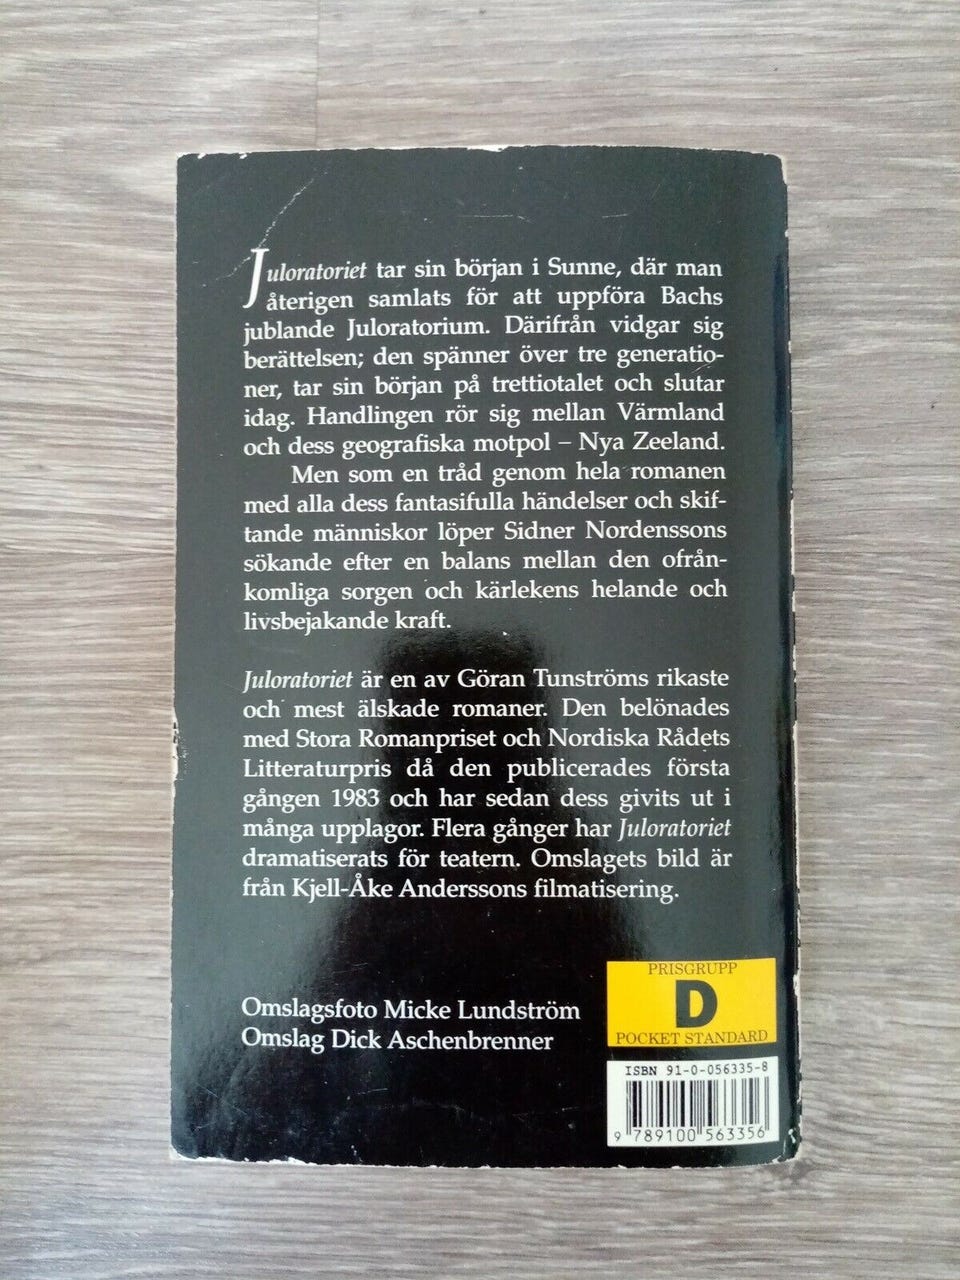 Juloratoriet tar sin början i Sunne, där man
återigen samlats för att uppföra Bachs
jublande Juloratorium. Därifrån vidgar sig
berättelsen; den spänner över tre generatio-
ner, tar sin början på trettiotalet och slutar
idag. Handlingen rör sig mellan Värmland
och dess geografiska motpol – Nya Zeeland.
Men som en tråd genom hela romanen
med alla dess fantasifulla händelser och skif-
tande människor löper Sidner Nordenssons
sökande efter en balans mellan den ofrån-
komliga sorgen och kärlekens helande och
livsbejakande kraft.
Juloratoriet är en av Göran Tunströms rikaste
och mest älskade romaner. Den belönades
med Stora Romanpriset och Nordiska Rådets
Litteraturpris då den publicerades första
gången 1983 och har sedan dess givits ut i
många upplagor. Flera gånger har Juloratoriet
dramatiserats för teatern. Omslagets bild är
från Kjell-Åke Anderssons filmatisering.
Omslagsfoto Micke Lundström
Omslag Dick Aschenbrenner
PRISGRUPP
D
POCKET STANDARD
ISBN 91-0-056335-8
9 789100 563356